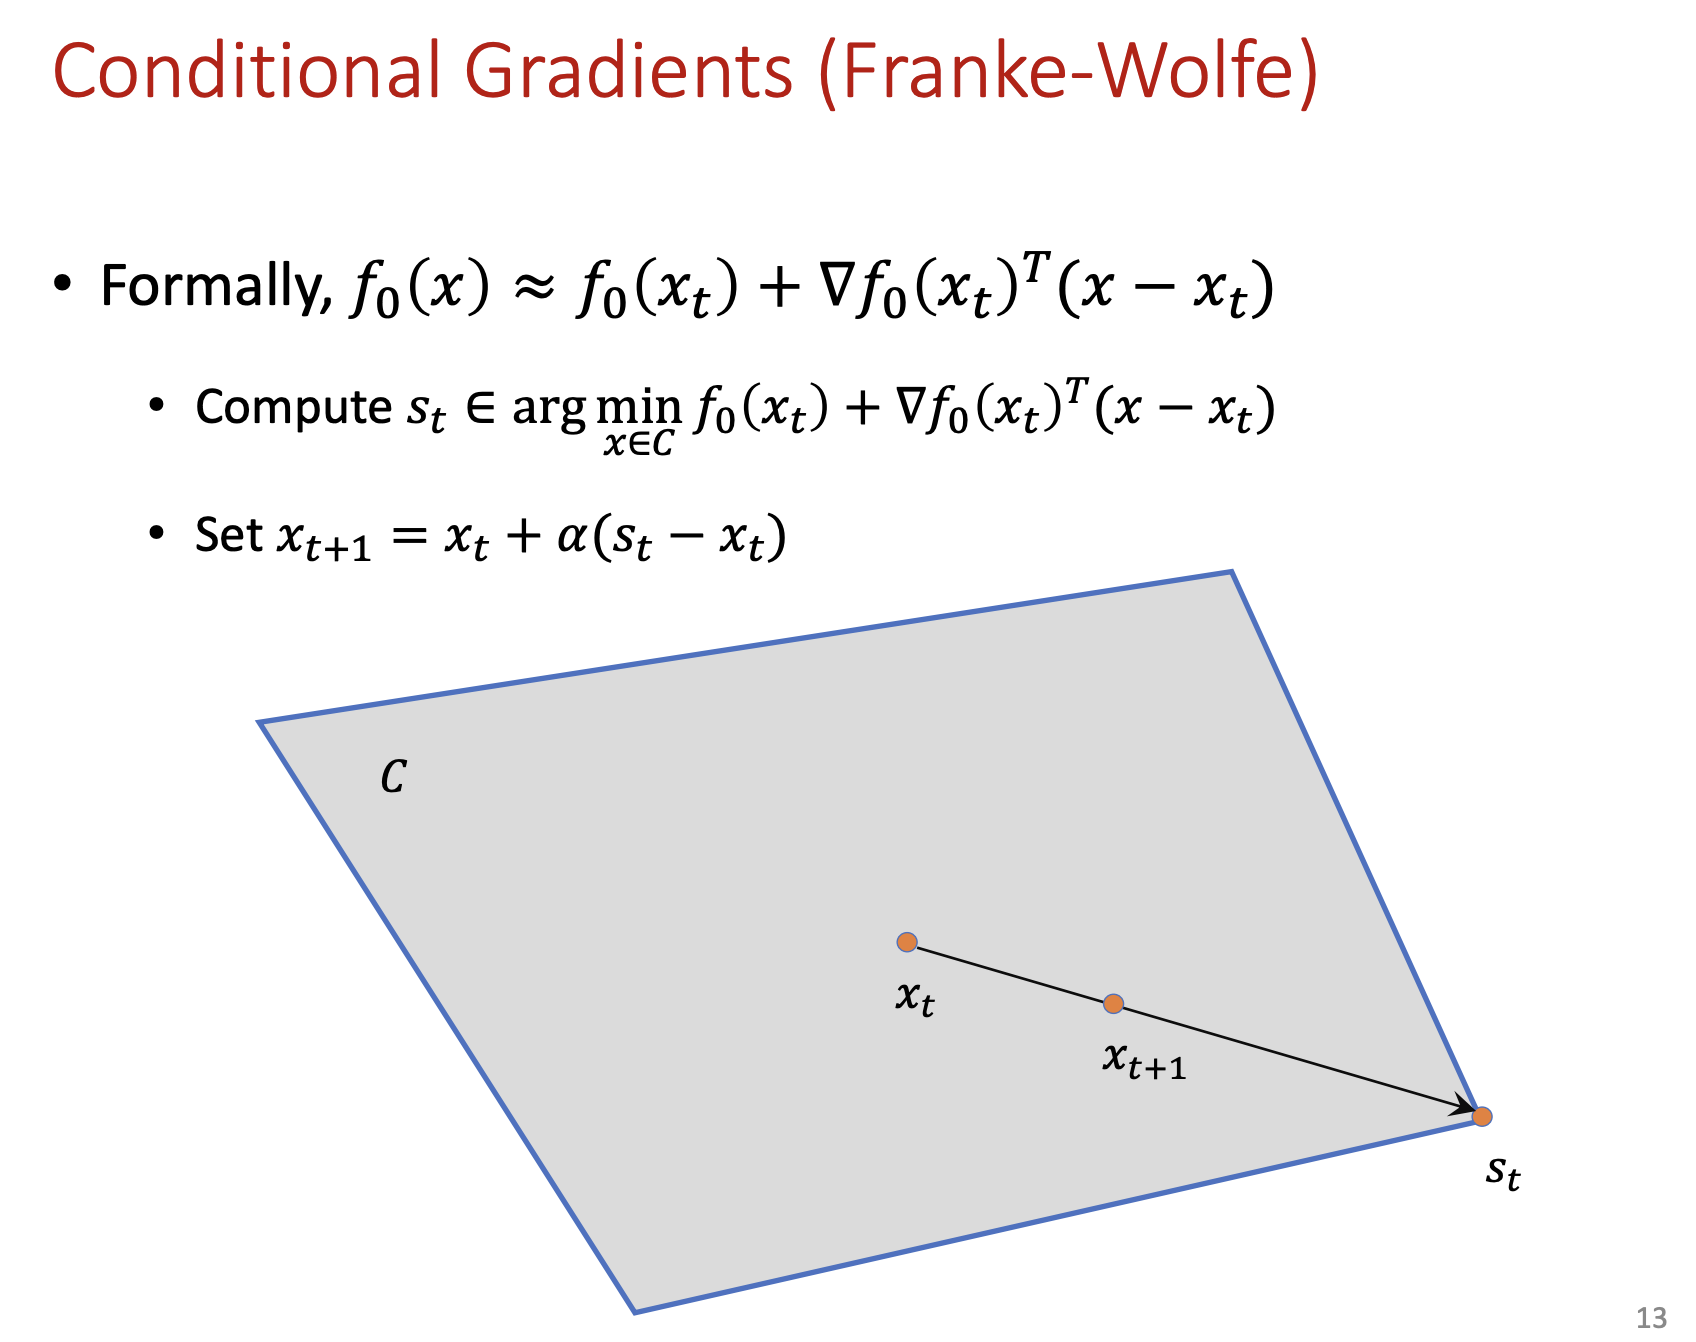 Conditional Gradients (Franke-Wolfe)
• Formally, f₀(x) ≈ f₀(xₜ) + ∇f₀(xₜ)ᵀ(x − xₜ)
• Compute sₜ ∈ arg min f₀(xₜ) + ∇f₀(xₜ)ᵀ(x − xₜ)
x∈C
• Set xₜ₊₁ = xₜ + α(sₜ − xₜ)
C
xₜ
xₜ₊₁
sₜ
13